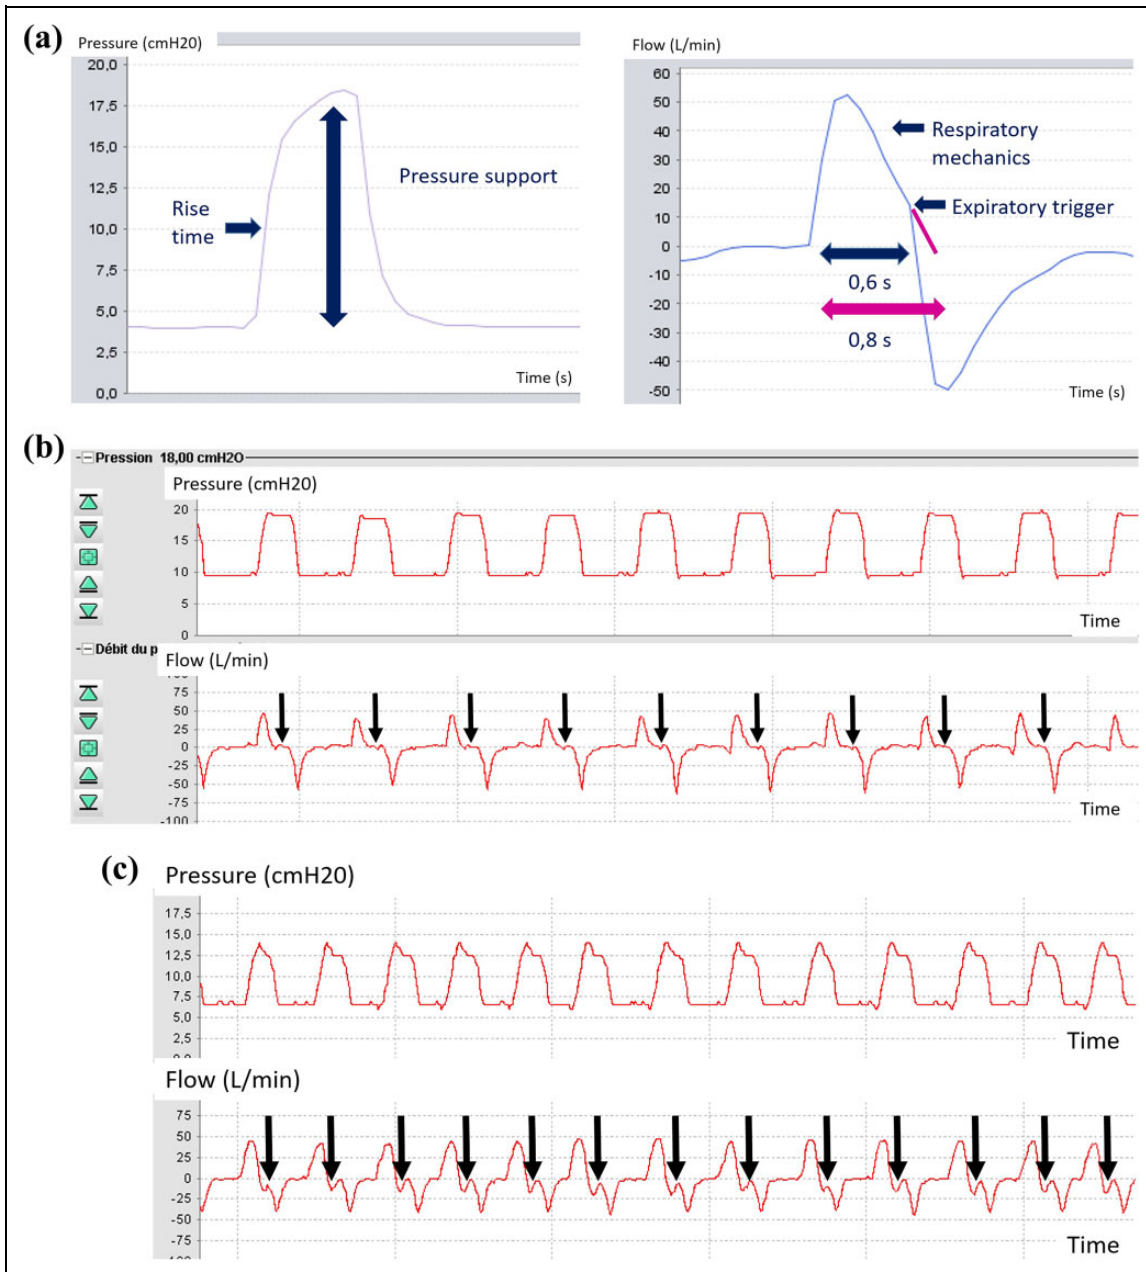 (a)
Pressure (cmH20)
20,0
17,5
15,0
12,5
10,0
7,5
5,0
2,5
0,0
Rise
time
Pressure support
Time (s)
Flow (L/min)
60
50
40
30
20
10
0
-10
-20
-30
-40
-50
Respiratory
mechanics
Expiratory trigger
0,6 s
0,8 s
Time (s)
(b)
Pression 18,00 cmH2O
Pressure (cmH20)
20
15
10
5
0
Time
Débit du p
Flow (L/min)
100
75
50
25
0
-25
-50
-75
-100
Time
(c)
Pressure (cmH20)
17,5
15,0
12,5
10,0
7,5
5,0
2,5
0,0
Time
Flow (L/min)
75
50
25
0
-25
-50
-75
-100
Time